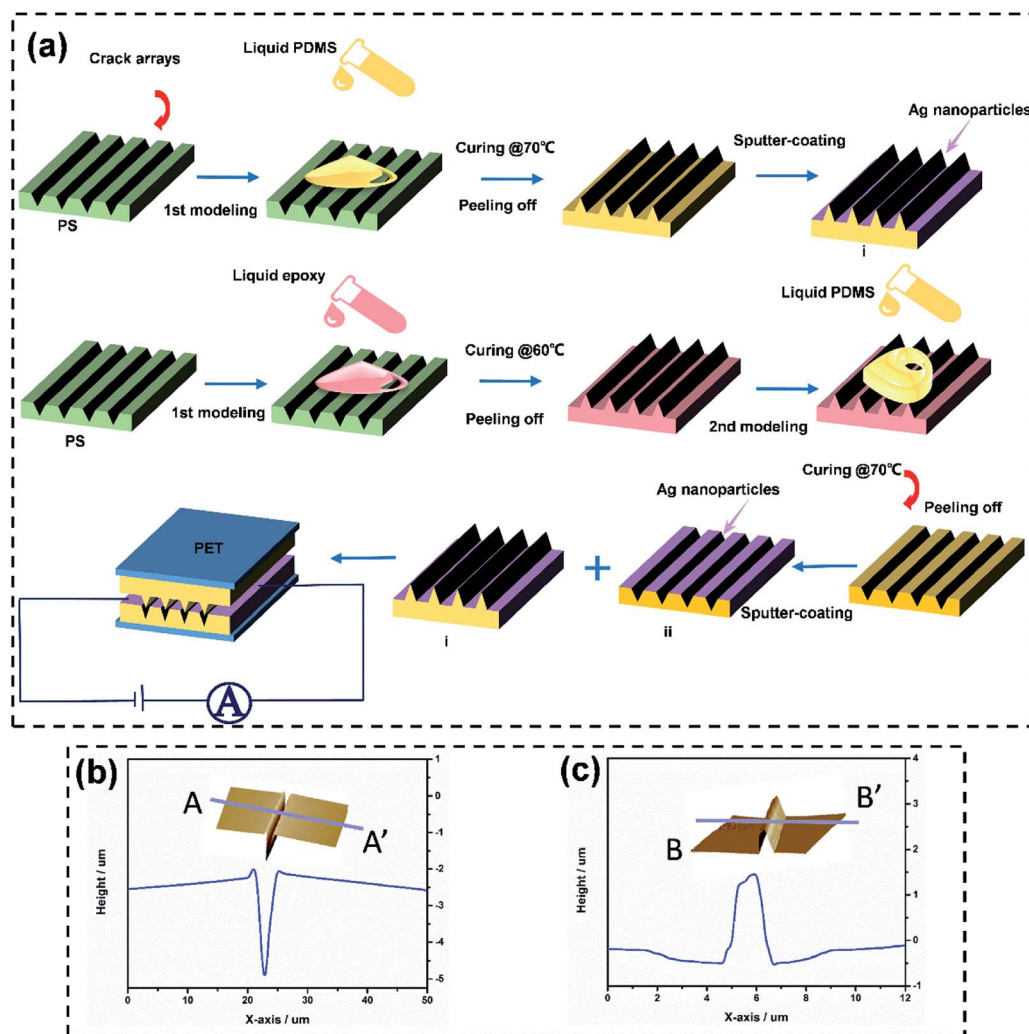 (a)
Crack arrays
Liquid PDMS
Ag nanoparticles
Curing @70℃
Sputter-coating
1st modeling
Peeling off
PS
i
Liquid epoxy
Liquid PDMS
Curing @60℃
1st modeling
Peeling off
2nd modeling
PS
Curing @70℃
Ag nanoparticles
Peeling off
PET
+
Sputter-coating
i
ii
A
(b)
A
A'
Height / um
1
0
-1
-2
-3
-4
-5
0 10 20 30 40 50
X-axis / um
(c)
B'
B
Height / um
4
3
2
1
0
-1
0 2 4 6 8 10 12
X-axis / um